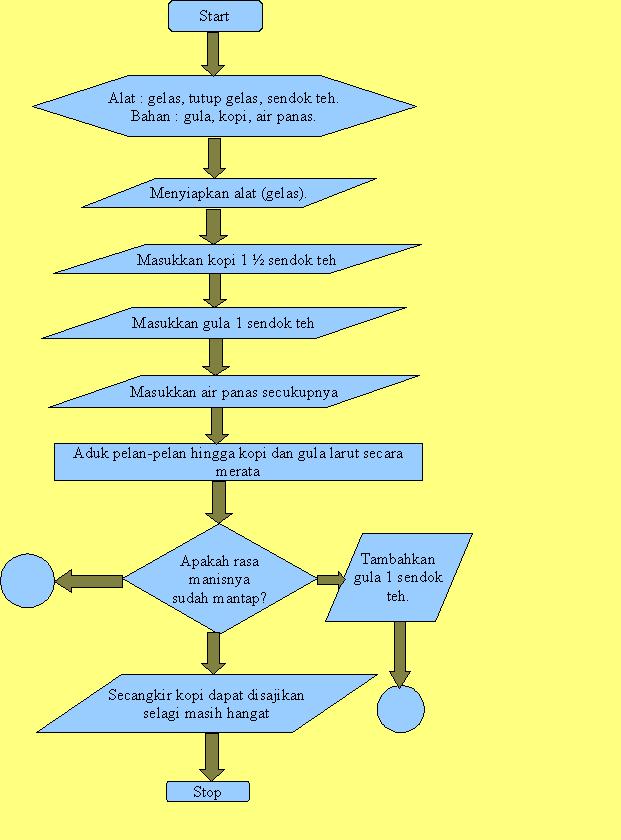 Start
Alat : gelas, tutup gelas, sendok teh.
Bahan : gula, kopi, air panas.
Menyiapkan alat (gelas).
Masukkan kopi 1 ½ sendok teh
Masukkan gula 1 sendok teh
Masukkan air panas secukupnya
Aduk pelan-pelan hingga kopi dan gula larut secara
merata
Apakah rasa
manisnya
sudah mantap?
Tambahkan
gula 1 sendok
teh.
Secangkir kopi dapat disajikan
selagi masih hangat
Stop